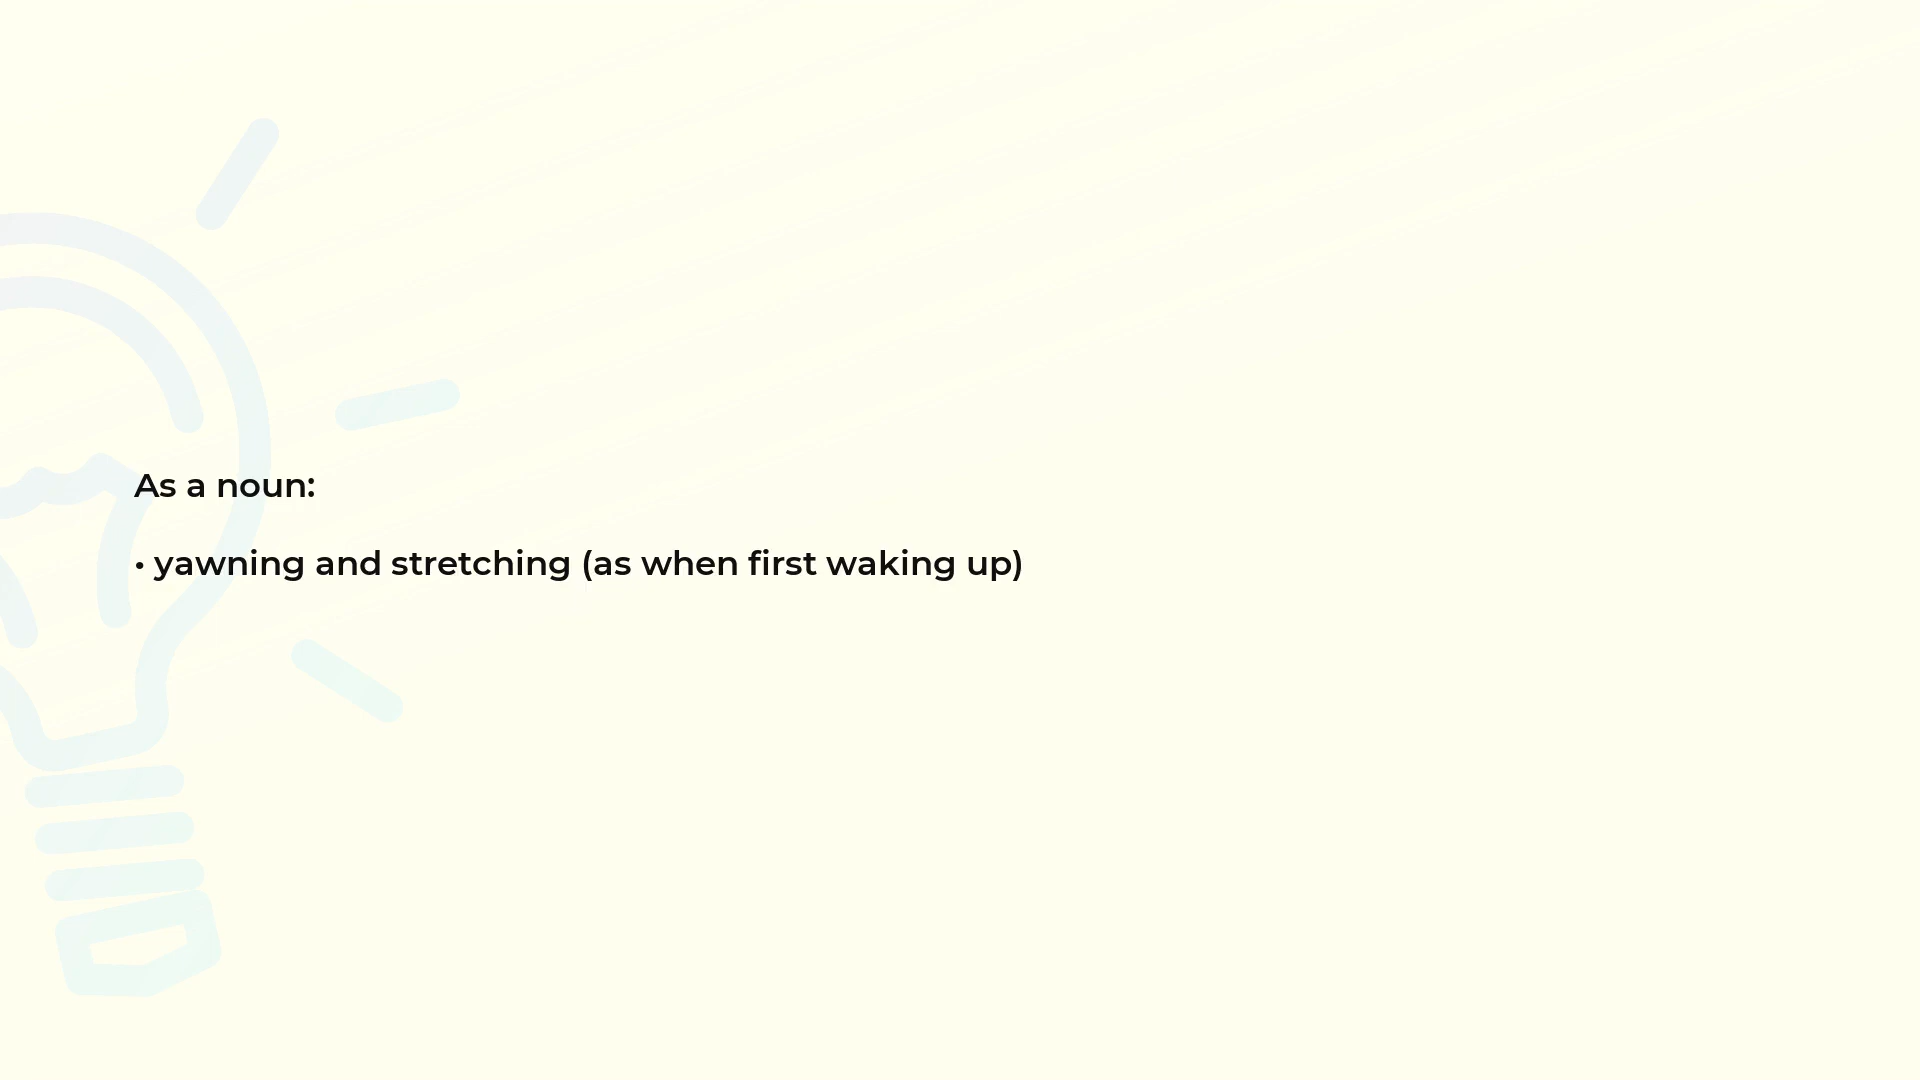 As a noun:
• yawning and stretching (as when first waking up)